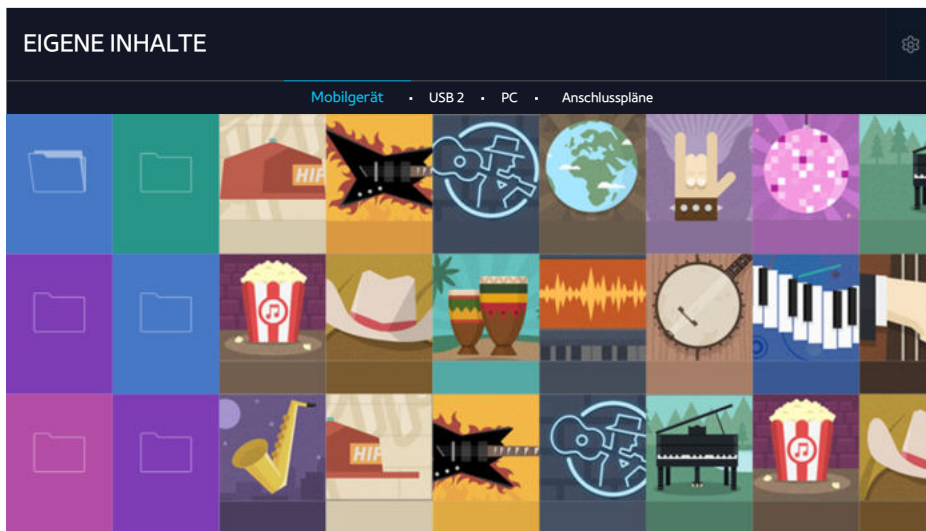 EIGENE INHALTE
Mobilgerät • USB 2 • PC • Anschlusspläne
HIP
HIP